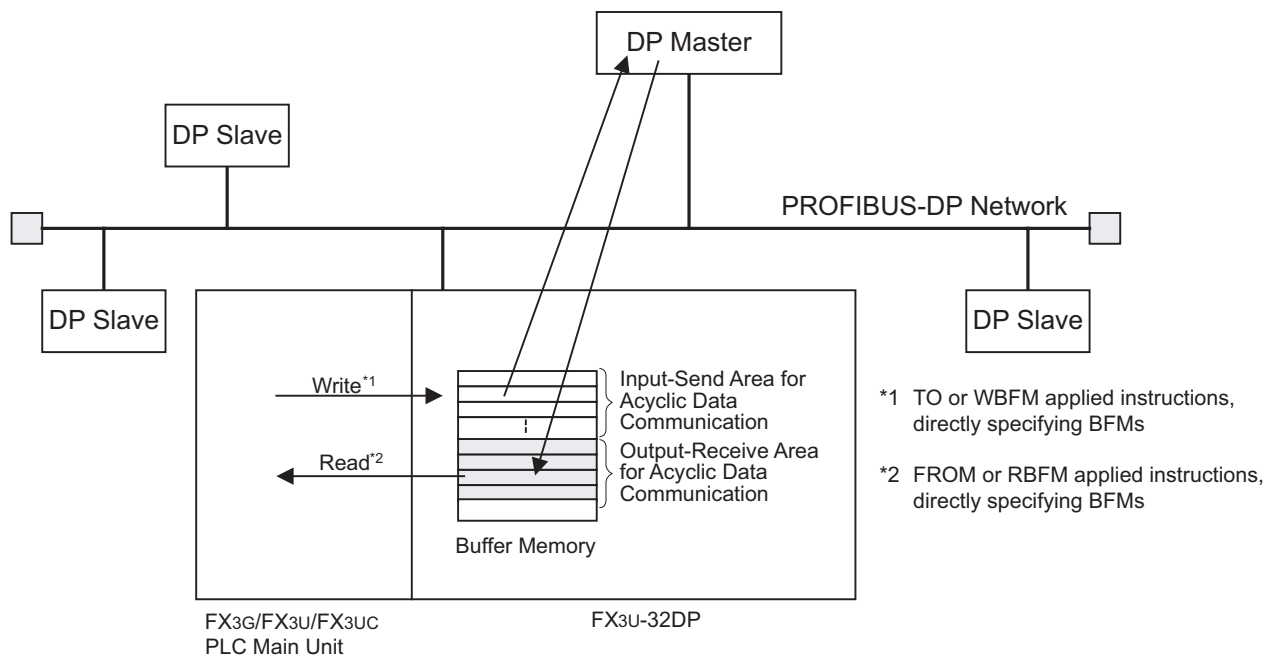 DP Master
DP Slave
PROFIBUS-DP Network
DP Slave
DP Slave
Write*1
Input-Send Area for
Acyclic Data
Communication
Read*2
Output-Receive Area
for Acyclic Data
Communication
Buffer Memory
*1 TO or WBFM applied instructions,
directly specifying BFMs
*2 FROM or RBFM applied instructions,
directly specifying BFMs
FX3G/FX3U/FX3UC
PLC Main Unit
FX3U-32DP